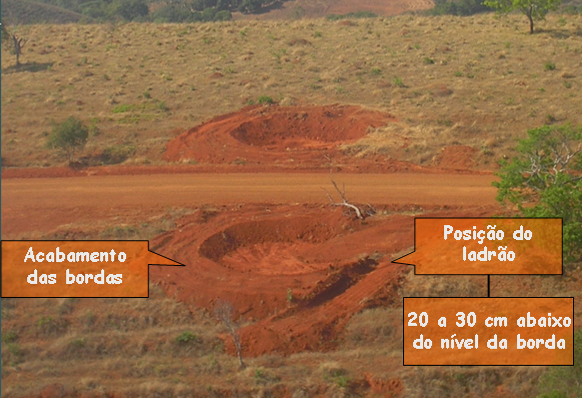 Acabamento
das bordas
Posição do
ladrão
20 a 30 cm abaixo
do nível da borda